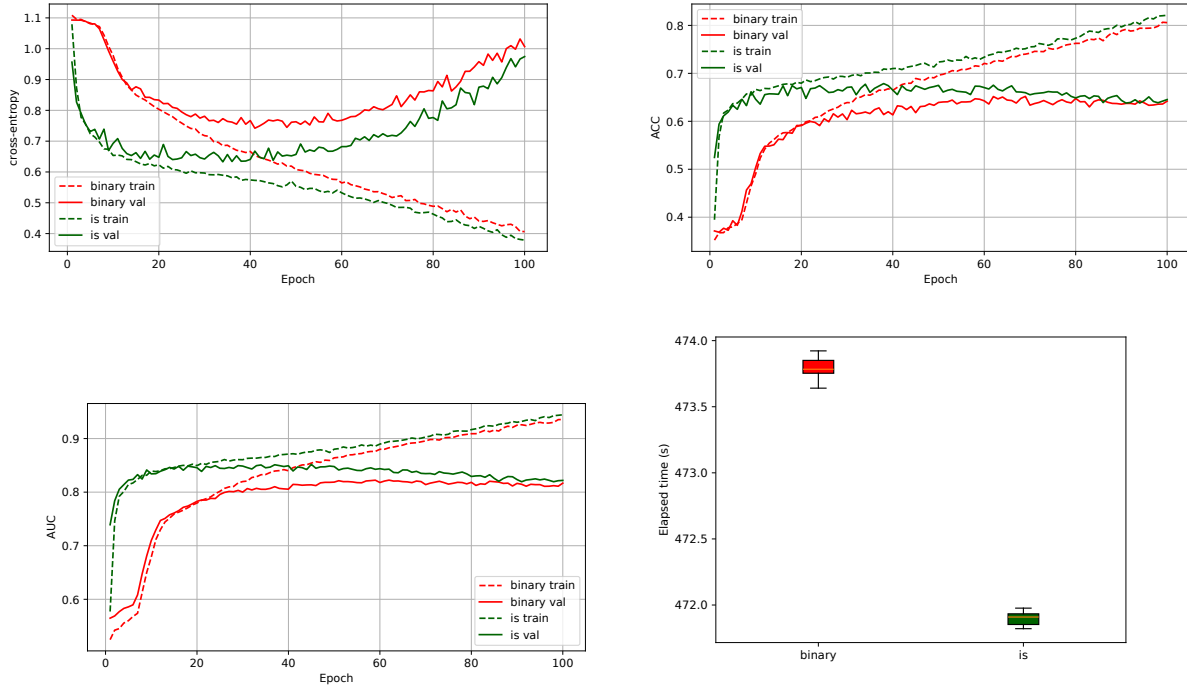 1.1
1.0
0.9
0.8
0.7
0.6
0.5
0.4
cross-entropy
binary train
binary val
is train
is val
0 20 40 60 80 100
Epoch
0.8
0.7
0.6
0.5
0.4
ACC
binary train
binary val
is train
is val
0 20 40 60 80 100
Epoch
0.9
0.8
0.7
0.6
AUC
binary train
binary val
is train
is val
0 20 40 60 80 100
Epoch
474.0
473.5
473.0
472.5
472.0
Elapsed time (s)
binary is